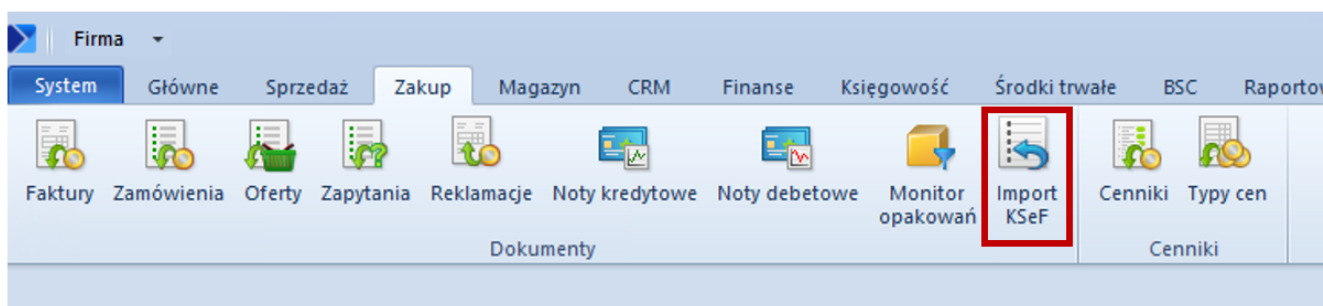 Firma
System Główne Sprzedaż Zakup Magazyn CRM Finanse Księgowość Środki trwałe BSC
Faktury Zamówienia Oferty Zapytania Reklamacje Noty kredytowe Noty debetowe Monitor opakowań Import KSeF Cenniki Typy cen
Dokumenty Cenniki